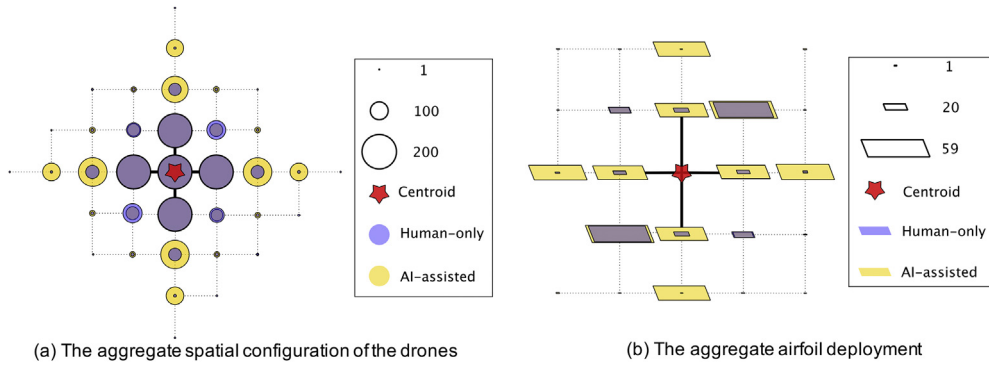 1
100
200
Centroid
Human-only
AI-assisted
(a) The aggregate spatial configuration of the drones
1
20
59
Centroid
Human-only
AI-assisted
(b) The aggregate airfoil deployment